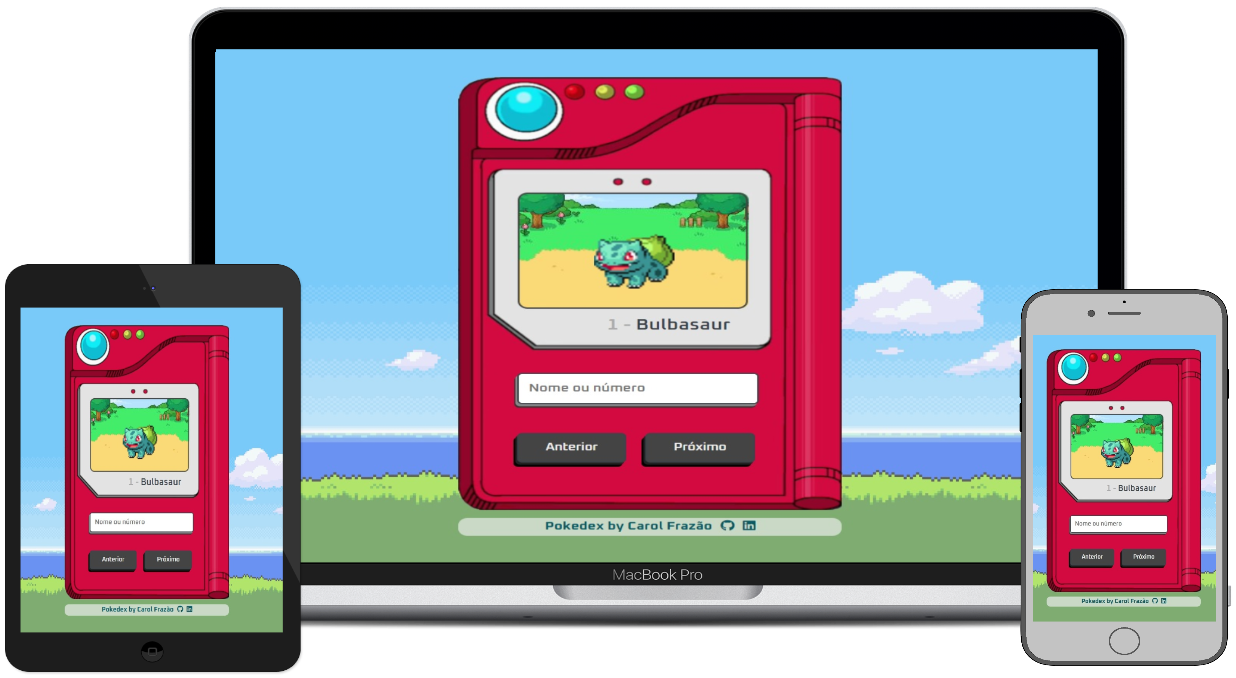 1 - Bulbasaur
Nome ou número
Anterior
Próximo
Pokedex by Carol Frazão
MacBook Pro
1 - Bulbasaur
Nome ou número
Anterior
Próximo
Pokedex by Carol Frazão
1 - Bulbasaur
Nome ou número
Anterior
Próximo
Pokedex by Carol Frazão